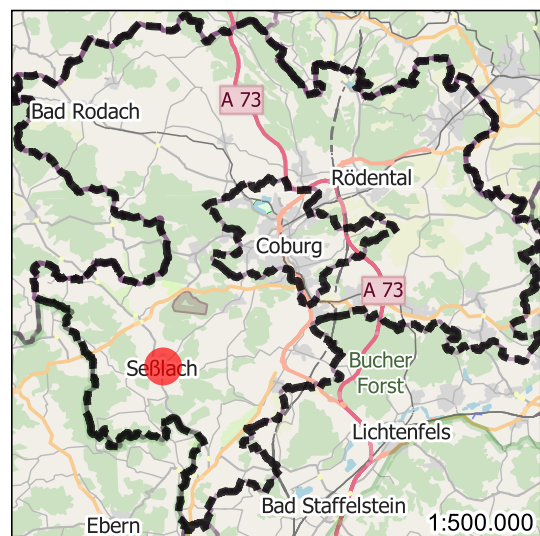 A 73
Bad Rodach
Rödental
Coburg
A 73
Seßlach
Bucher
Forst
Lichtenfels
Bad Staffelstein
Ebern
1:500.000